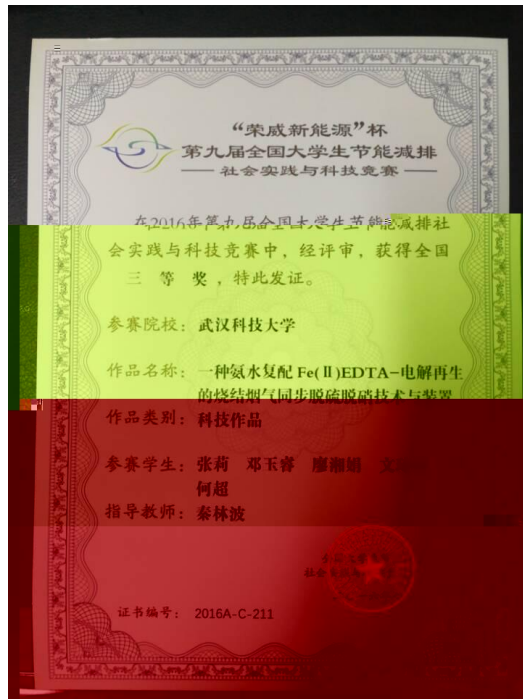 “荣威新能源”杯
第九届全国大学生节能减排
社会实践与科技竞赛
在2016年第九届全国大学生节能减排社
会实践与科技竞赛中，经评审，获得全国
三 等 奖 ，特此发证。
参赛院校：武汉科技大学
作品名称：一种氨水复配 Fe(Ⅱ)EDTA-电解再生
的烧结烟气同步脱硫脱硝技术与装置
作品类别：科技作品
参赛学生：张莉 邓玉睿 廖湘娟
何超
指导教师：秦林波
证书编号： 2016A-C-211